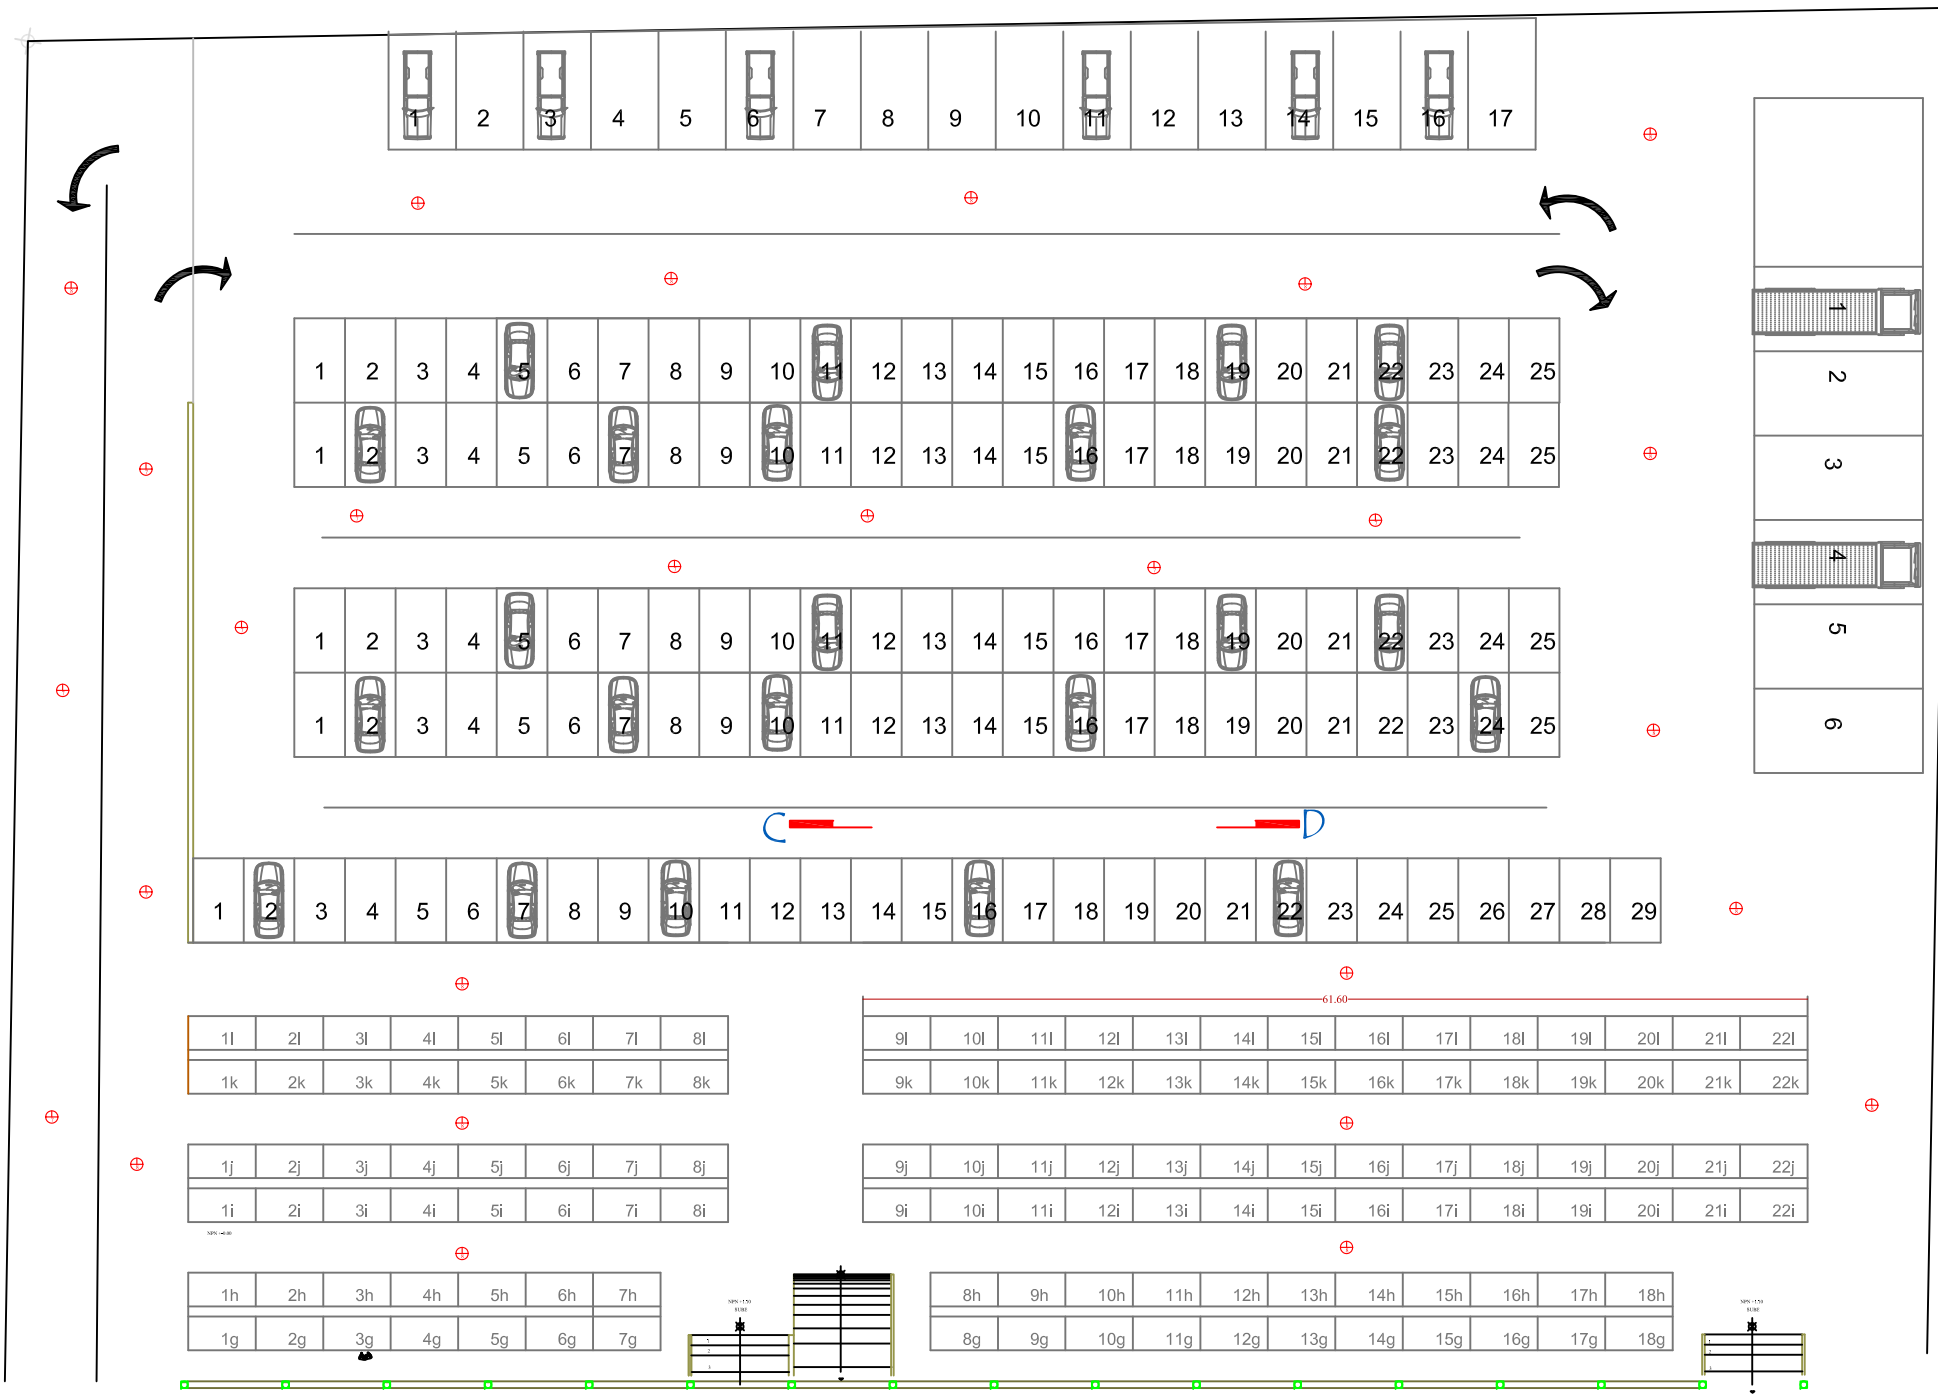 1 2 3 4 5 6 7 8 9 10 11 12 13 14 15 16 17
1 2 3 4 5 6 7 8 9 10 11 12 13 14 15 16 17 18 19 20 21 22 23 24 25
1 2 3 4 5 6 7 8 9 10 11 12 13 14 15 16 17 18 19 20 21 22 23 24 25
1
2
3
4
5
6
1 2 3 4 5 6 7 8 9 10 11 12 13 14 15 16 17 18 19 20 21 22 23 24 25
1 2 3 4 5 6 7 8 9 10 11 12 13 14 15 16 17 18 19 20 21 22 23 24 25
C D
1 2 3 4 5 6 7 8 9 10 11 12 13 14 15 16 17 18 19 20 21 22 23 24 25 26 27 28 29
61.60
1l 2l 3l 4l 5l 6l 7l 8l 9l 10l 11l 12l 13l 14l 15l 16l 17l 18l 19l 20l 21l 22l
1k 2k 3k 4k 5k 6k 7k 8k 9k 10k 11k 12k 13k 14k 15k 16k 17k 18k 19k 20k 21k 22k
1j 2j 3j 4j 5j 6j 7j 8j 9j 10j 11j 12j 13j 14j 15j 16j 17j 18j 19j 20j 21j 22j
1i 2i 3i 4i 5i 6i 7i 8i 9i 10i 11i 12i 13i 14i 15i 16i 17i 18i 19i 20i 21i 22i
1h 2h 3h 4h 5h 6h 7h 8h 9h 10h 11h 12h 13h 14h 15h 16h 17h 18h
SUBE SUBE
1g 2g 3g 4g 5g 6g 7g 8g 9g 10g 11g 12g 13g 14g 15g 16g 17g 18g